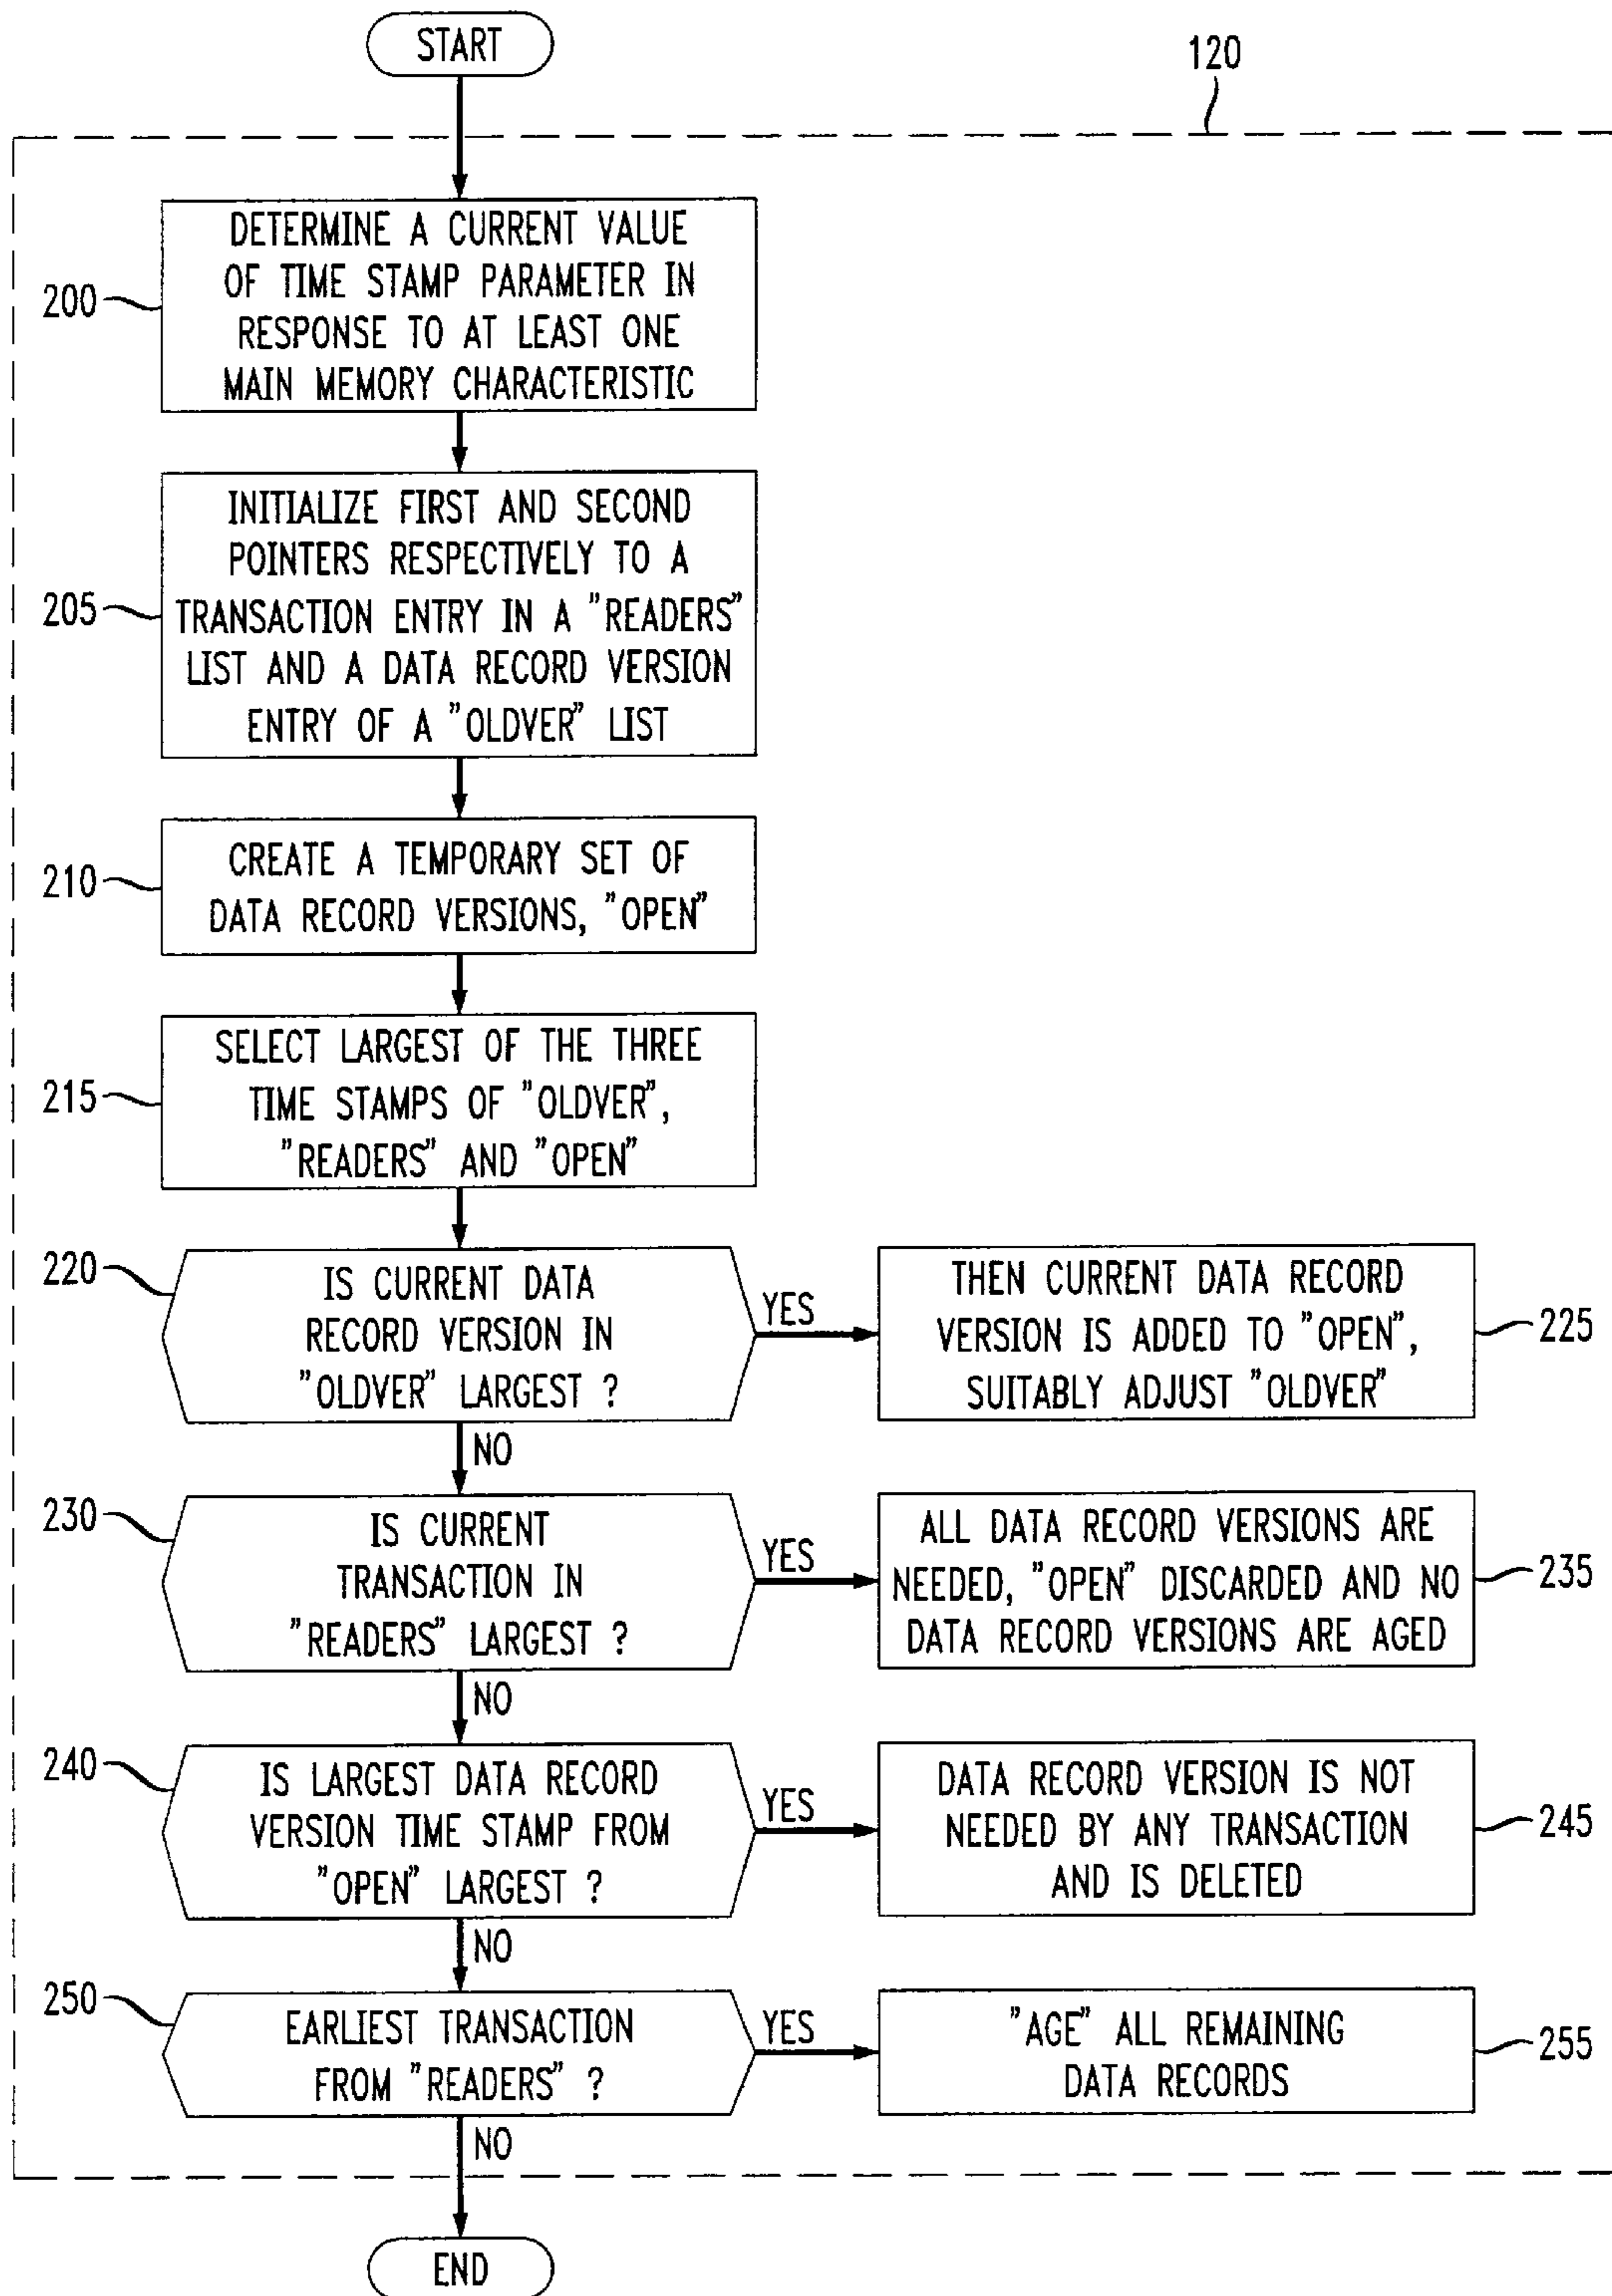 START
120
200
DETERMINE A CURRENT VALUE
OF TIME STAMP PARAMETER IN
RESPONSE TO AT LEAST ONE
MAIN MEMORY CHARACTERISTIC
205
INITIALIZE FIRST AND SECOND
POINTERS RESPECTIVELY TO A
TRANSACTION ENTRY IN A "READERS"
LIST AND A DATA RECORD VERSION
ENTRY OF A "OLDVER" LIST
210
CREATE A TEMPORARY SET OF
DATA RECORD VERSIONS, "OPEN"
215
SELECT LARGEST OF THE THREE
TIME STAMPS OF "OLDVER",
"READERS" AND "OPEN"
220
IS CURRENT DATA
RECORD VERSION IN
"OLDVER" LARGEST ?
YES
THEN CURRENT DATA RECORD
VERSION IS ADDED TO "OPEN",
SUITABLY ADJUST "OLDVER"
225
NO
230
IS CURRENT
TRANSACTION IN
"READERS" LARGEST ?
YES
ALL DATA RECORD VERSIONS ARE
NEEDED, "OPEN" DISCARDED AND NO
DATA RECORD VERSIONS ARE AGED
235
NO
240
IS LARGEST DATA RECORD
VERSION TIME STAMP FROM
"OPEN" LARGEST ?
YES
DATA RECORD VERSION IS NOT
NEEDED BY ANY TRANSACTION
AND IS DELETED
245
NO
250
EARLIEST TRANSACTION
FROM "READERS" ?
YES
"AGE" ALL REMAINING
DATA RECORDS
255
NO
END